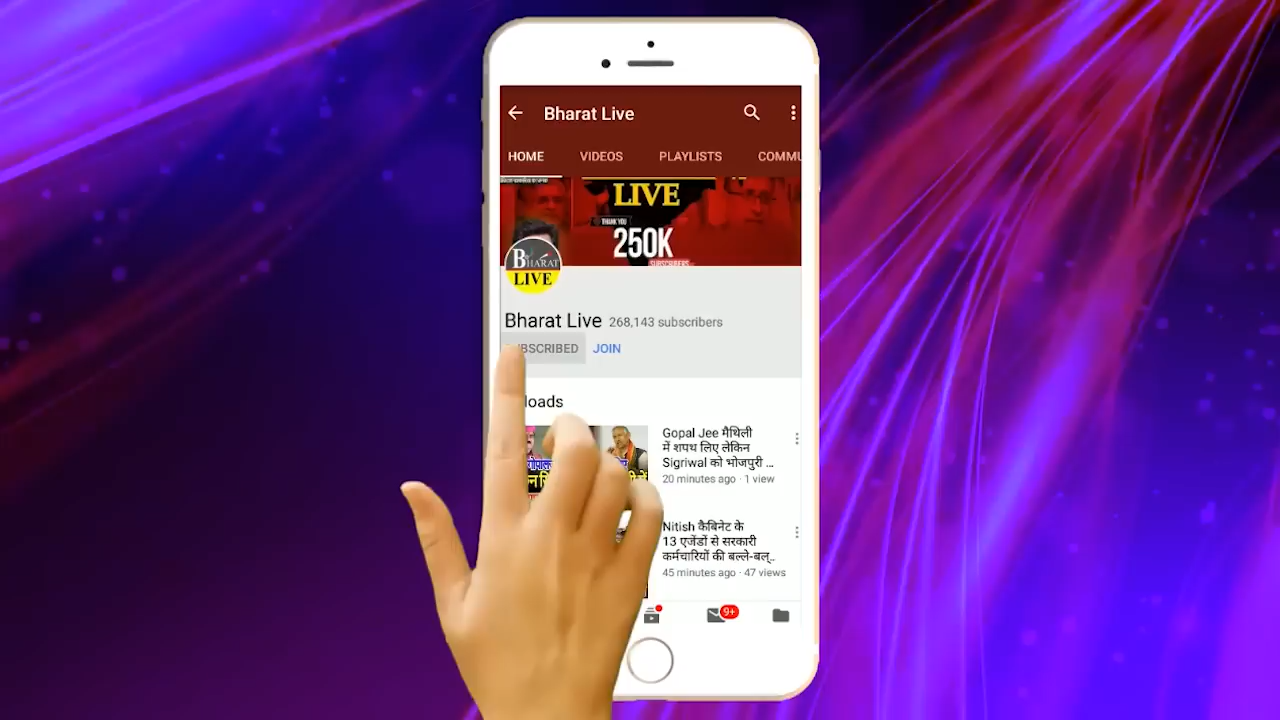 Bharat Live
HOME VIDEOS PLAYLISTS COMMU
LIVE
THANK YOU
250K
SUBSCRIBERS
BHARAT
LIVE
Bharat Live 268,143 subscribers
BSCRIBED JOIN
loads
Gopal Jee मैथिली
में शपथ लिए लेकिन
Sigriwal को भोजपुरी ...
20 minutes ago · 1 view
Nitish कैबिनेट के
13 एजेंडों से सरकारी
कर्मचारियों की बल्ले-बल्..
45 minutes ago · 47 views
9+